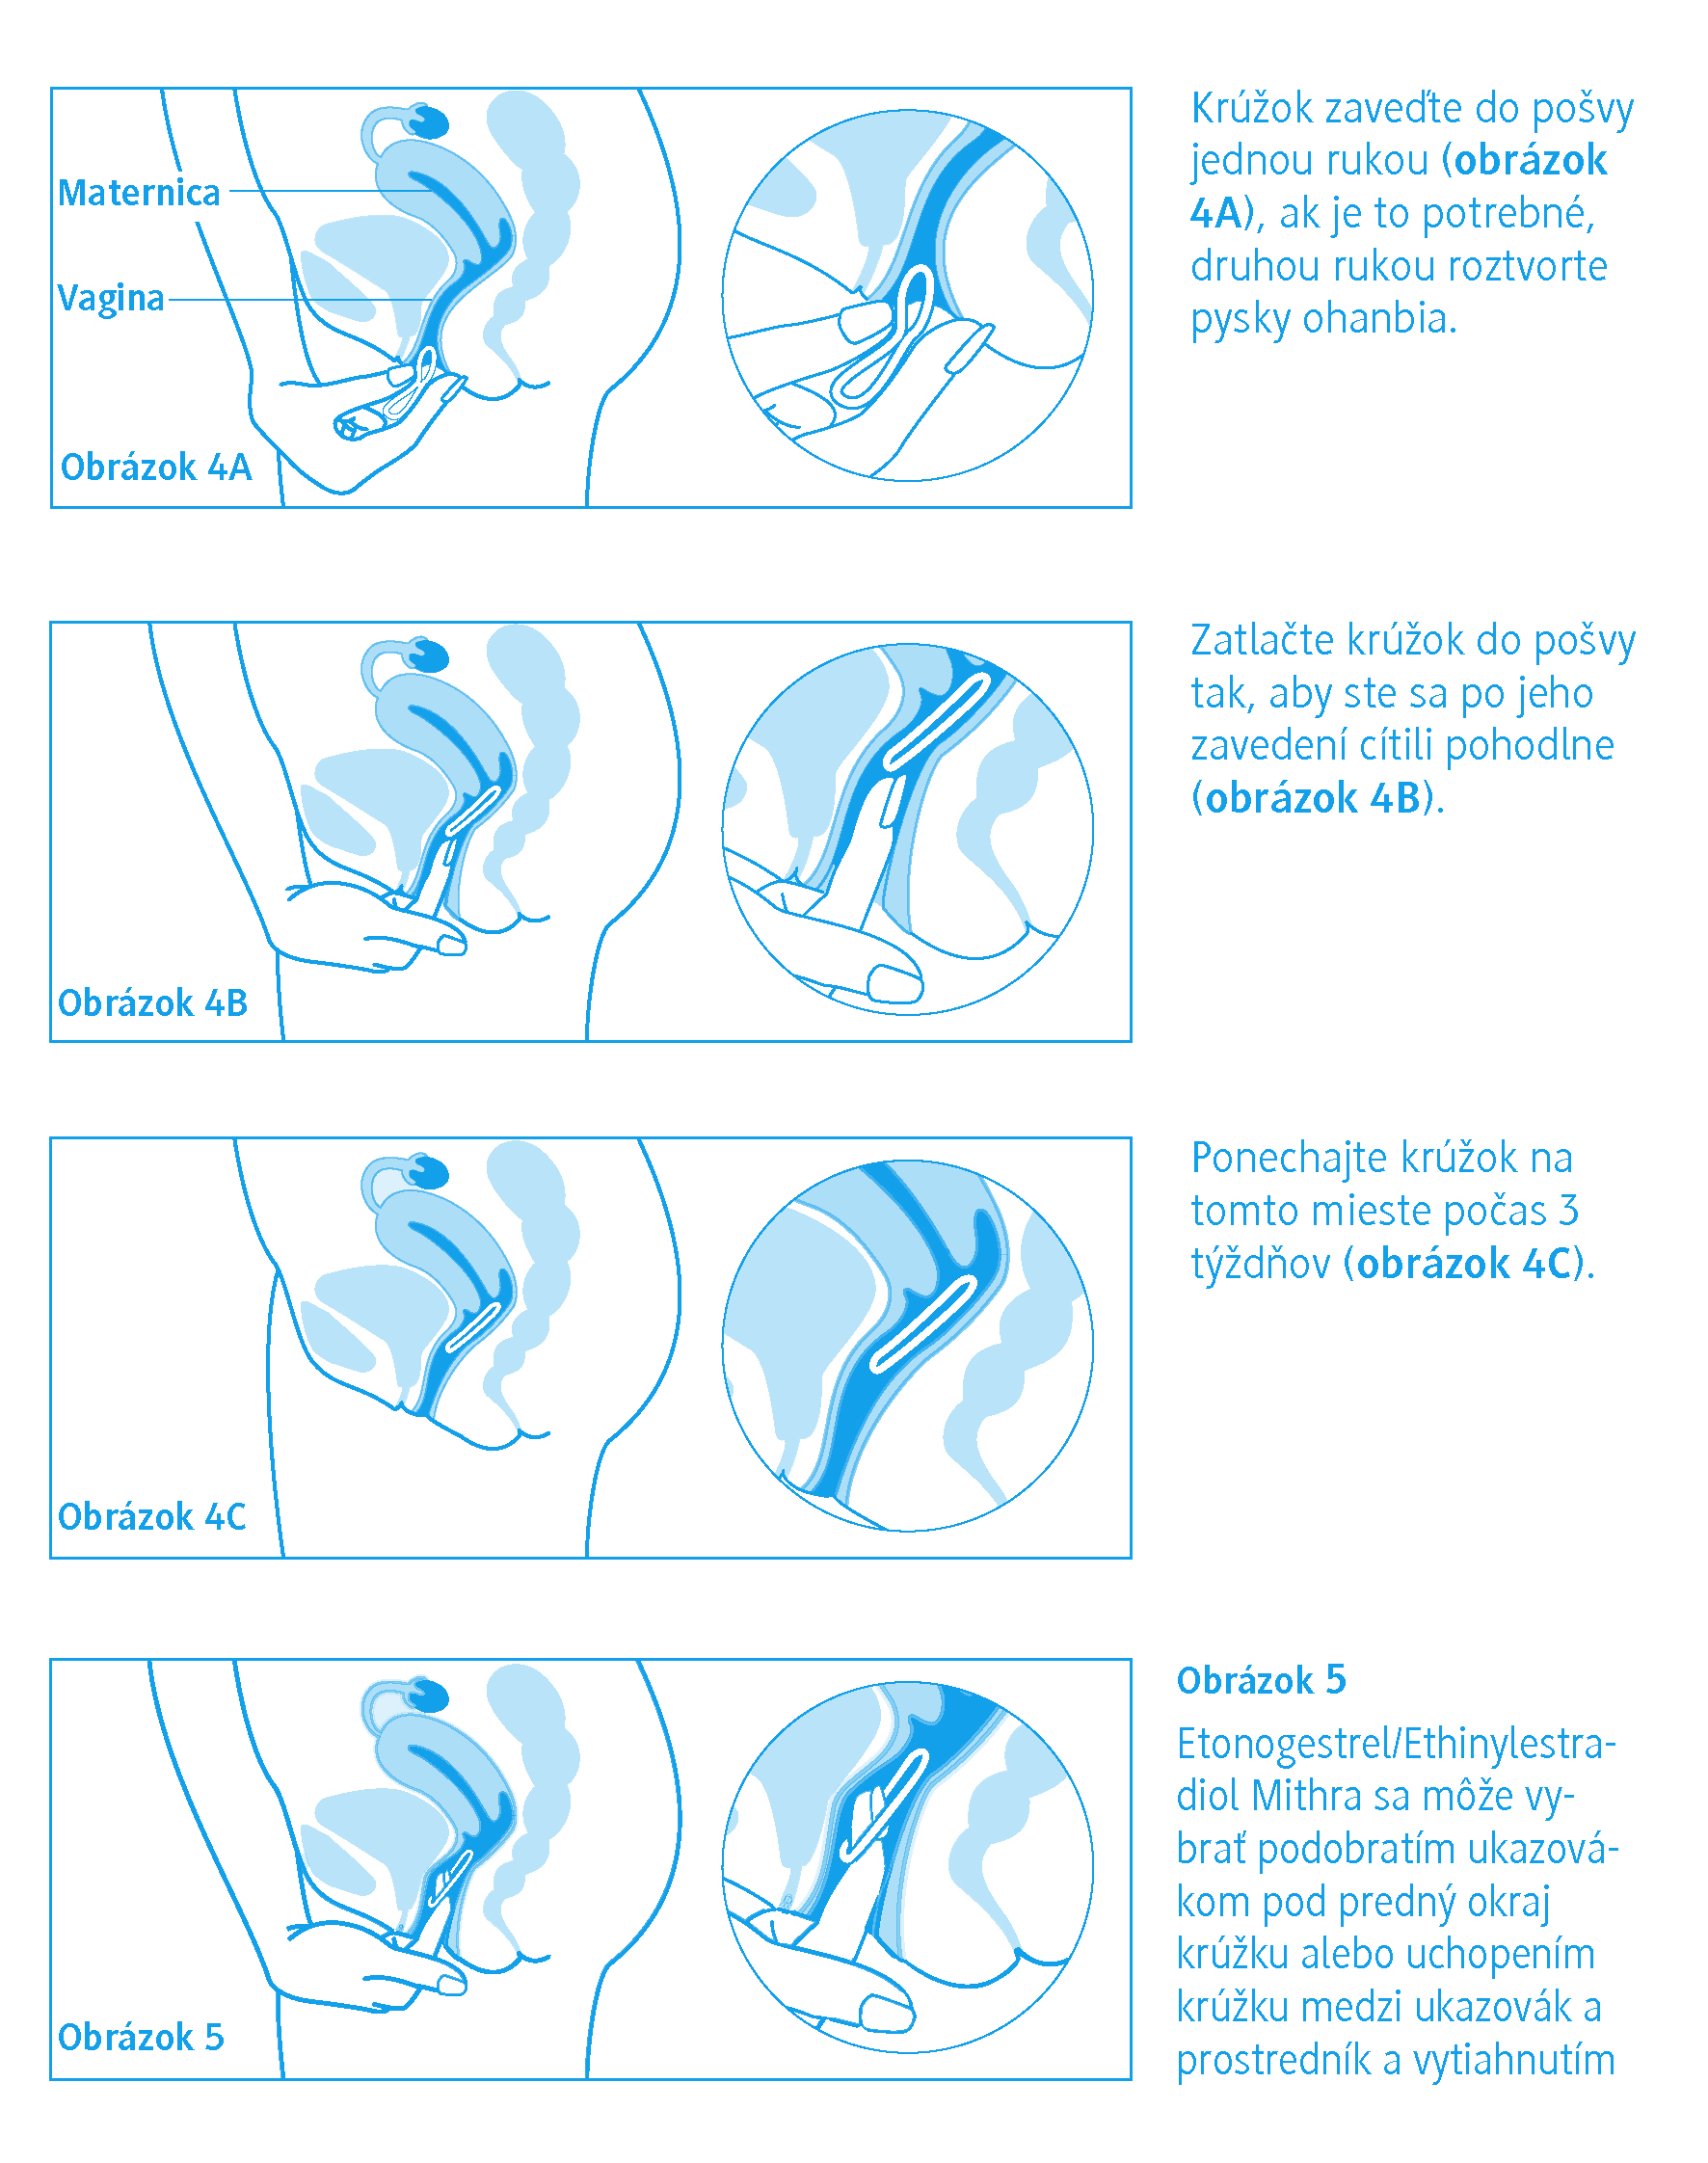 Maternica
Vagina
Obrázok 4A
Krúžok zaveďte do pošvy
jednou rukou (obrázok
4A), ak je to potrebné,
druhou rukou roztvorte
pysky ohanbia.
Obrázok 4B
Zatlačte krúžok do pošvy
tak, aby ste sa po jeho
zavedení cítili pohodlne
(obrázok 4B).
Obrázok 4C
Ponechajte krúžok na
tomto mieste počas 3
týždňov (obrázok 4C).
Obrázok 5
Obrázok 5
Etonogestrel/Ethinylestra-
diol Mithra sa môže vy-
brať podobratím ukazová-
kom pod predný okraj
krúžku alebo uchopením
krúžku medzi ukazovák a
prostredník a vytiahnutím